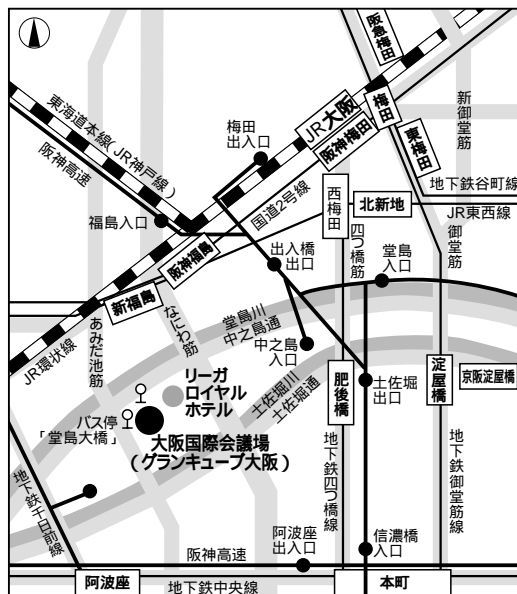 阪急梅田
梅田
東梅田
新御堂筋
JR大阪
阪神梅田
梅田
出入口
東海道本線(JR神戸線)
阪神高速
国道2号線
西梅田
北新地
地下鉄谷町線
JR東西線
福島入口
阪神福島
出入橋
出口
四つ橋筋
堂島
入口
御堂筋
新福島
JR環状線
あみだ池筋
なにわ筋
堂島川
中之島通
中之島
入口
土佐堀川
土佐堀通
肥後橋
土佐堀
出口
淀屋橋
京阪淀屋橋
リーガ
ロイヤル
ホテル
バス停
「堂島大橋」
大阪国際会議場
(グランキューブ大阪)
地下鉄千日前線
地下鉄四つ橋線
地下鉄御堂筋線
阿波座
出入口
信濃橋
入口
阪神高速
阿波座
地下鉄中央線
本町